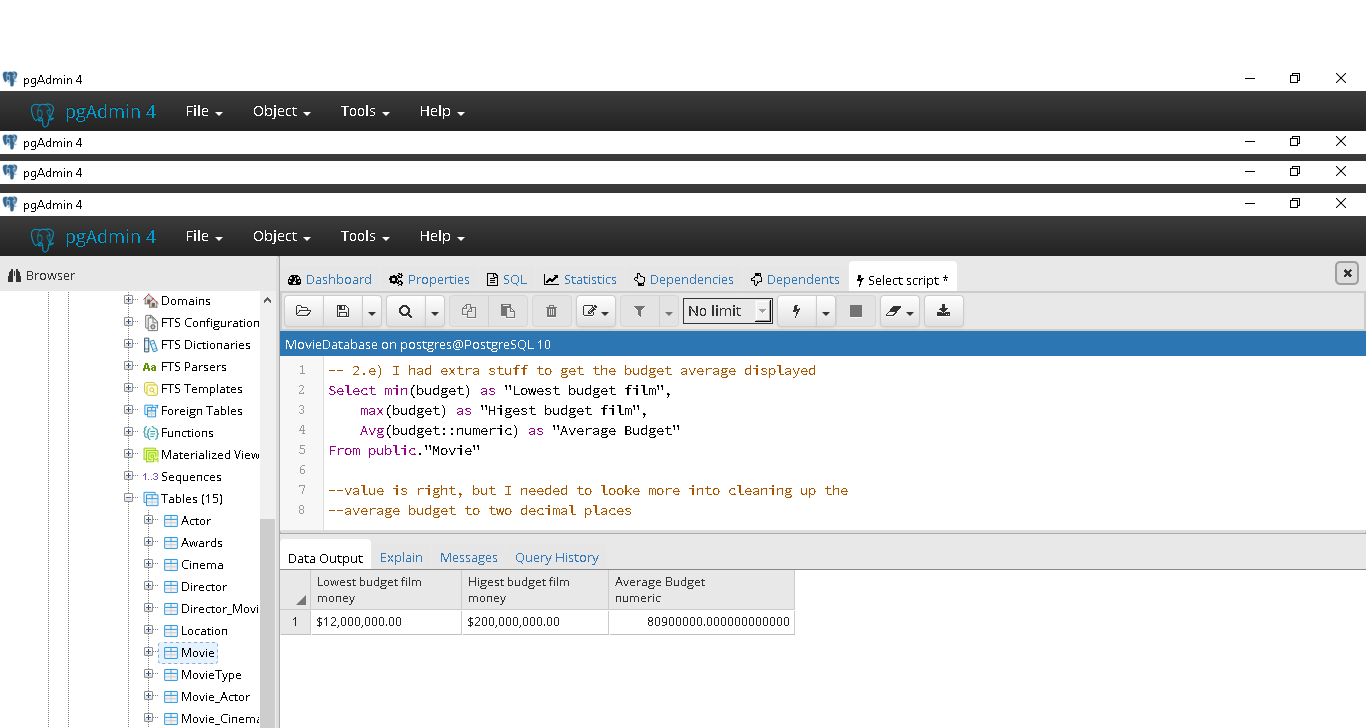 pgAdmin 4
pgAdmin 4 File Object Tools Help
pgAdmin 4
pgAdmin 4
pgAdmin 4
pgAdmin 4 File Object Tools Help
Browser
Domains
FTS Configuration
FTS Dictionaries
Aa FTS Parsers
FTS Templates
Foreign Tables
Functions
Materialized View
1..3 Sequences
Tables (15)
Actor
Awards
Cinema
Director
Director_Movi
Location
Movie
MovieType
Movie_Actor
Movie_Cinema
Dashboard Properties SQL Statistics Dependencies Dependents Select script *
No limit
MovieDatabase on postgres@PostgreSQL 10
1 -- 2.e) I had extra stuff to get the budget average displayed
2 Select min(budget) as "Lowest budget film",
3 max(budget) as "Higest budget film",
4 Avg(budget::numeric) as "Average Budget"
5 From public."Movie"
6
7 --value is right, but I needed to looke more into cleaning up the
8 --average budget to two decimal places
Data Output Explain Messages Query History
Lowest budget film Higest budget film Average Budget
money money numeric
1 $12,000,000.00 $200,000,000.00 80900000.000000000000